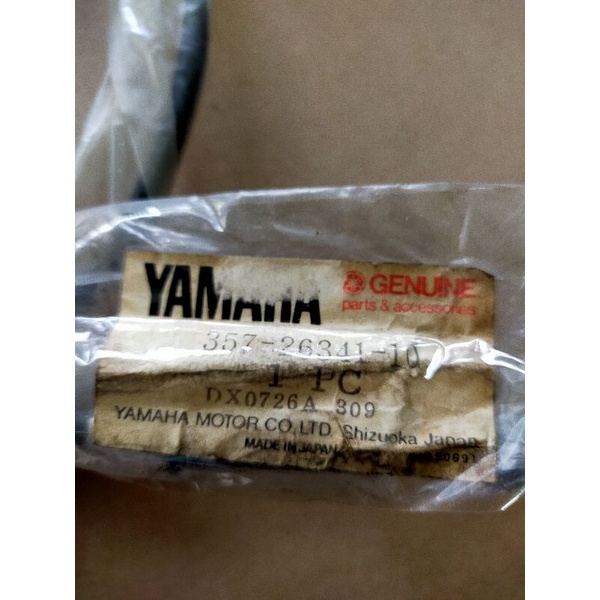 YAMAHA GENUINE
parts & accessories
357-26341-10
1 PC
DX0726A 309
YAMAHA MOTOR CO., LTD Shizuoka Japan
MADE IN JAPAN